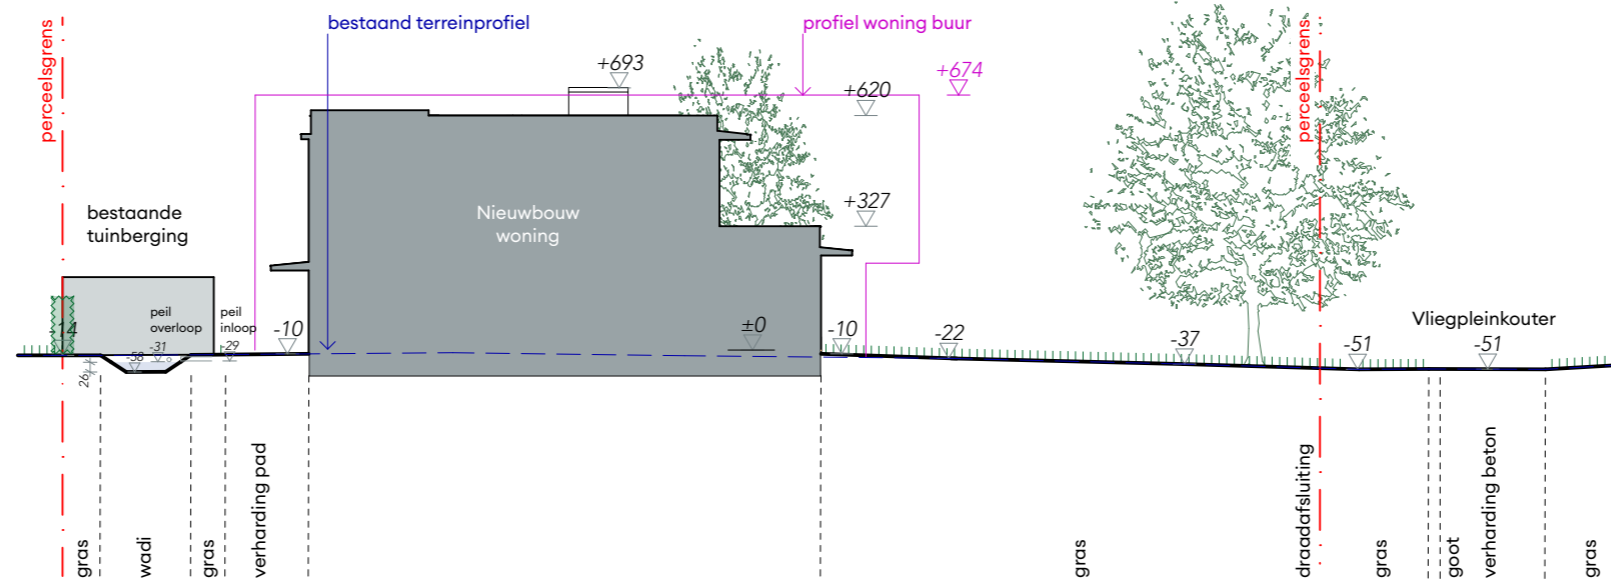 bestaand terreinprofiel
profiel woning buur
perceelsgrens
perceelsgrens
+693
+674
+620
+327
bestaande
tuinberging
Nieuwbouw
woning
peil
overloop
peil
inloop
-14
-58
-31
-29
-10
±0
-10
-22
-37
-51
-51
26
Vliegpleinkouter
gras
wadi
gras
verharding pad
gras
draadafsluiting
gras
goot
verharding beton
gras